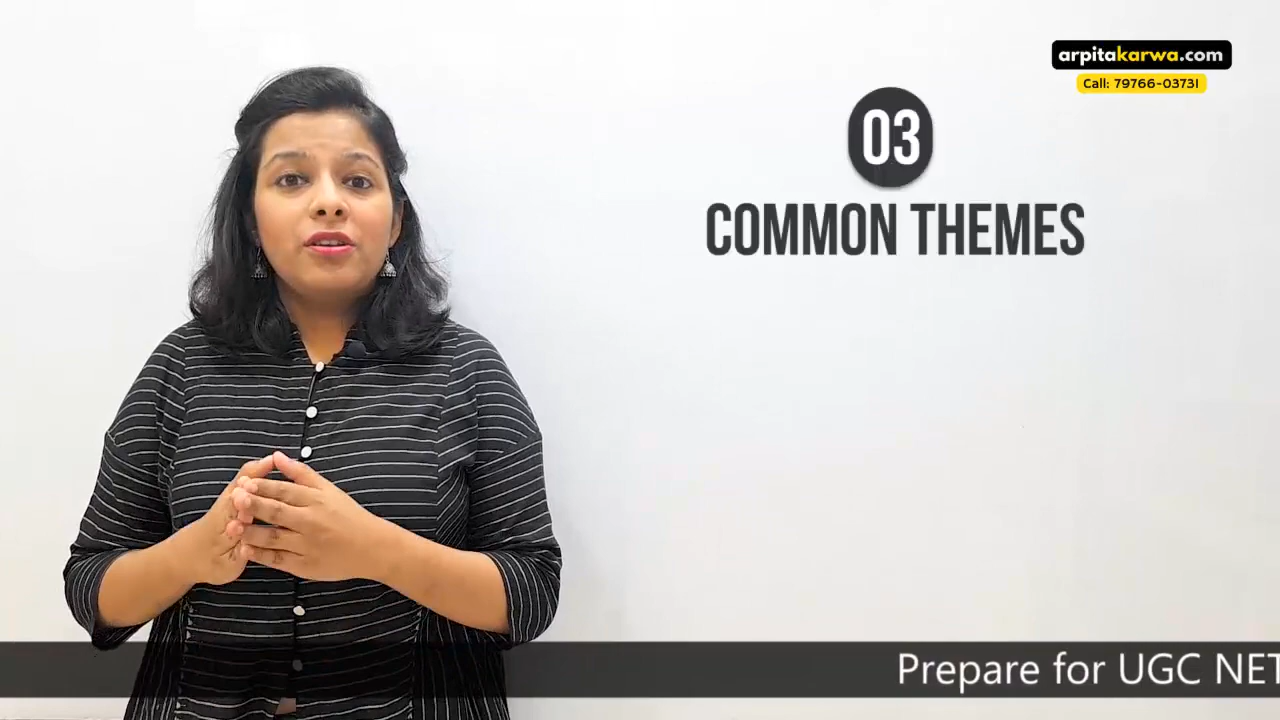 arpitakarwa.com
Call: 79766-03731
03
COMMON THEMES
Prepare for UGC NET